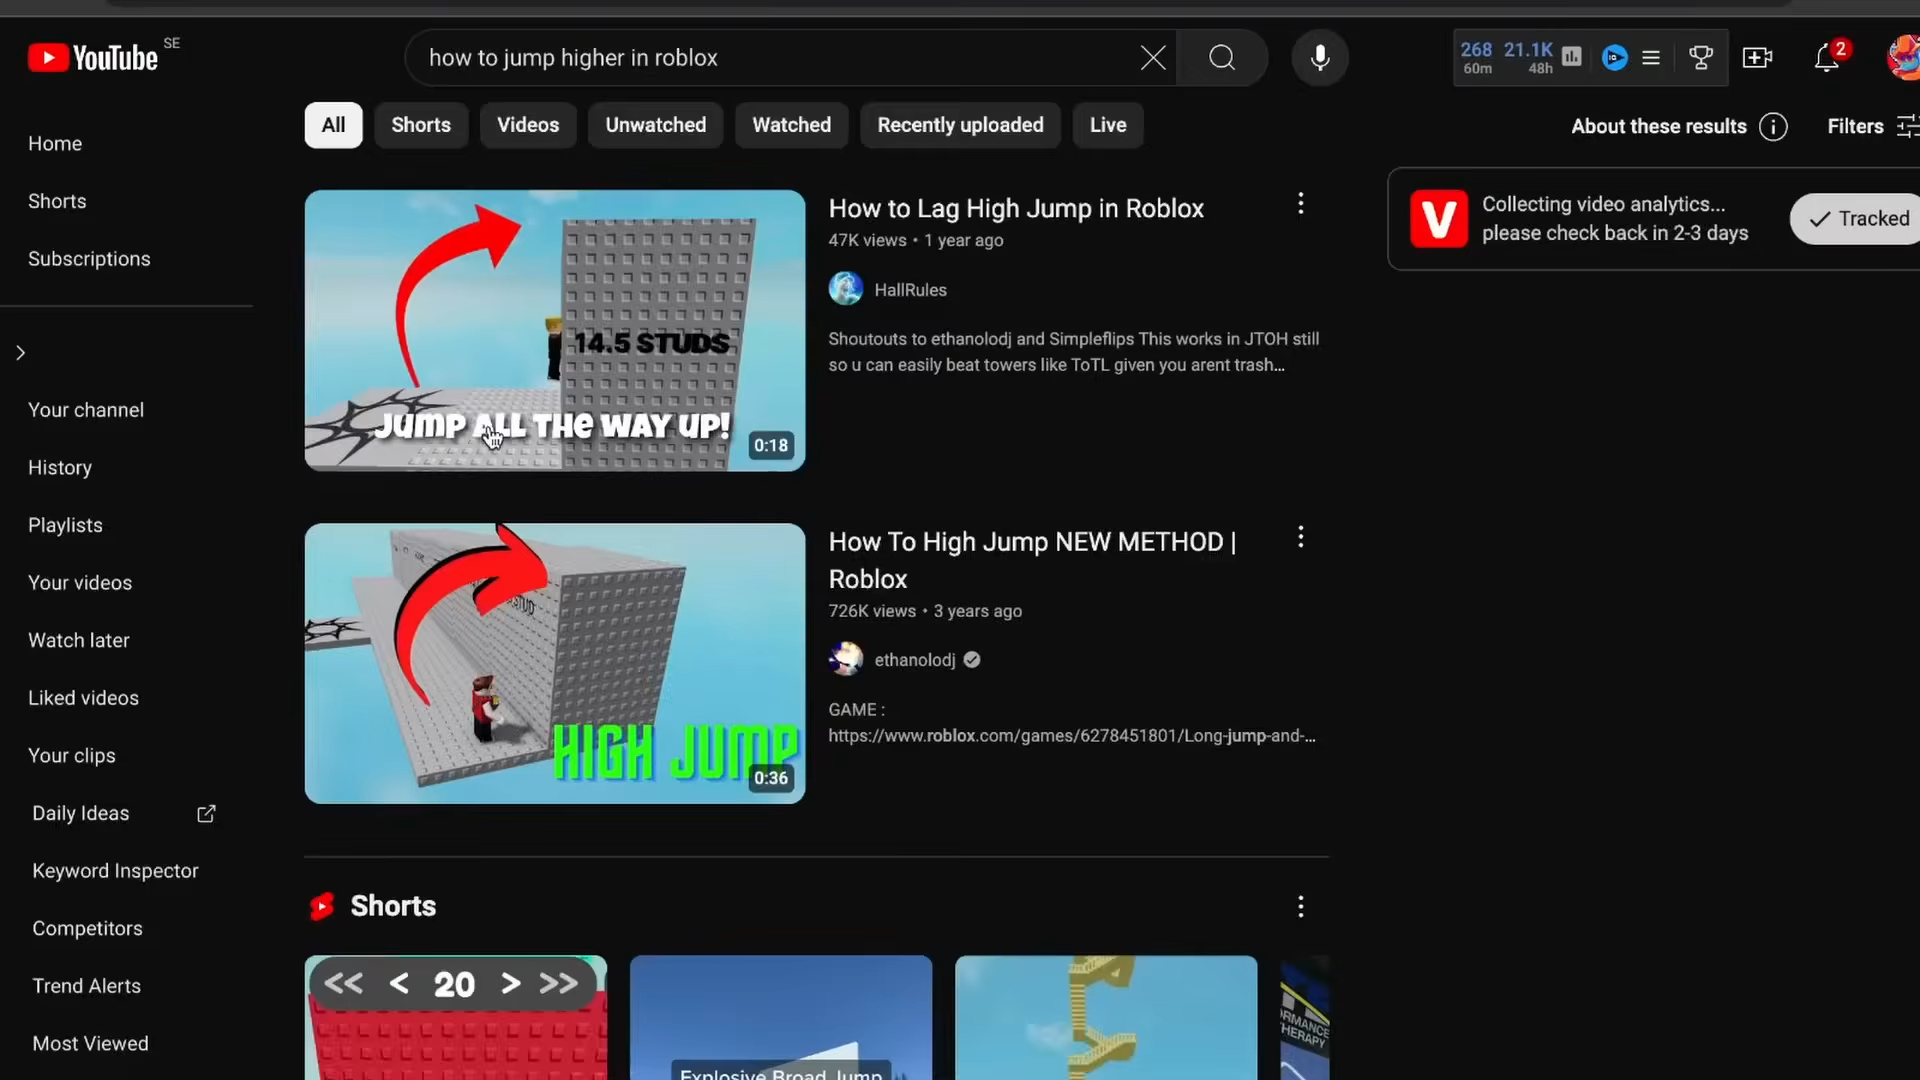 YouTube SE
how to jump higher in roblox
268 21.1K
60m 48h
2
Home
Shorts
Subscriptions
Your channel
History
Playlists
Your videos
Watch later
Liked videos
Your clips
Daily Ideas
Keyword Inspector
Competitors
Trend Alerts
Most Viewed
All
Shorts
Videos
Unwatched
Watched
Recently uploaded
Live
About these results
Filters
14.5 STUDS
JUMP ALL THE WAY UP!
0:18
How to Lag High Jump in Roblox
47K views • 1 year ago
HallRules
Shoutouts to ethanolodj and Simpleflips This works in JTOH still
so u can easily beat towers like ToTL given you arent trash...
V
Collecting video analytics...
please check back in 2-3 days
Tracked
STUD
HIGH JUMP
0:36
How To High Jump NEW METHOD |
Roblox
726K views • 3 years ago
ethanolodj
GAME :
https://www.roblox.com/games/6278451801/Long-jump-and-...
Shorts
<< < 20 > >>
Explosive Broad Jump
ORMANCE
THERAPY